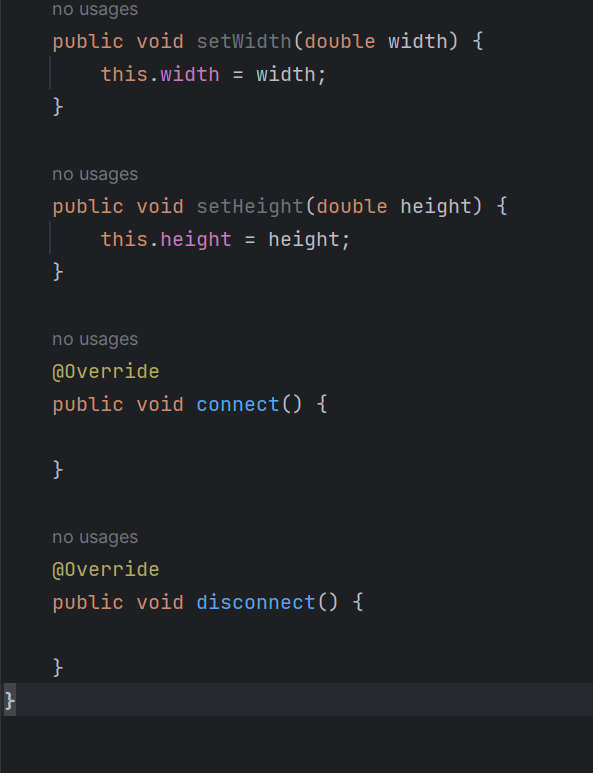 no usages
public void setWidth(double width) {
this.width = width;
}
no usages
public void setHeight(double height) {
this.height = height;
}
no usages
@Override
public void connect() {
}
no usages
@Override
public void disconnect() {
}
}